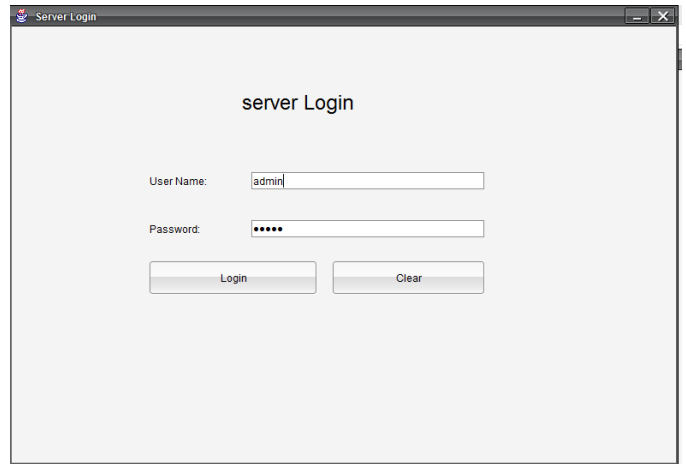 Server Login
server Login
User Name: admin
Password: •••••
Login Clear